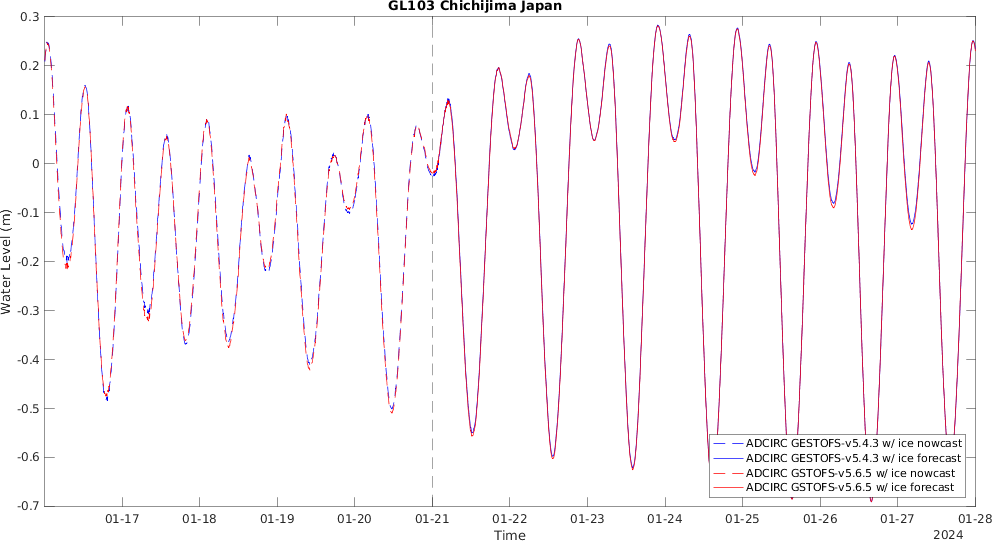 GL103 Chichijima Japan
0.3
0.2
0.1
0
-0.1
-0.2
-0.3
-0.4
-0.5
-0.6
-0.7
Water Level (m)
ADCIRC GESTOFS-v5.4.3 w/ ice nowcast
ADCIRC GESTOFS-v5.4.3 w/ ice forecast
ADCIRC GSTOFS-v5.6.5 w/ ice nowcast
ADCIRC GSTOFS-v5.6.5 w/ ice forecast
01-17 01-18 01-19 01-20 01-21 01-22 01-23 01-24 01-25 01-26 01-27 01-28
Time
2024